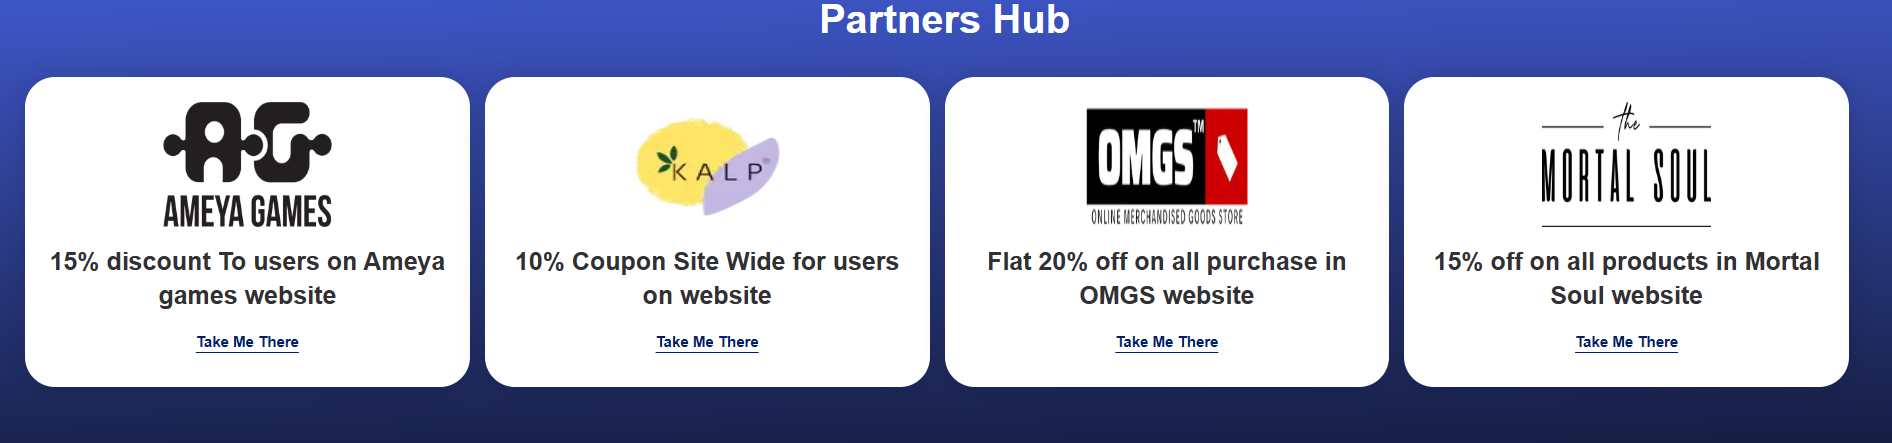 Partners Hub
AG
AMEYA GAMES
15% discount To users on Ameya
games website
Take Me There
KALP®
10% Coupon Site Wide for users
on website
Take Me There
OMGS™
ONLINE MERCHANDISED GOODS STORE
Flat 20% off on all purchase in
OMGS website
Take Me There
the
MORTAL SOUL
15% off on all products in Mortal
Soul website
Take Me There